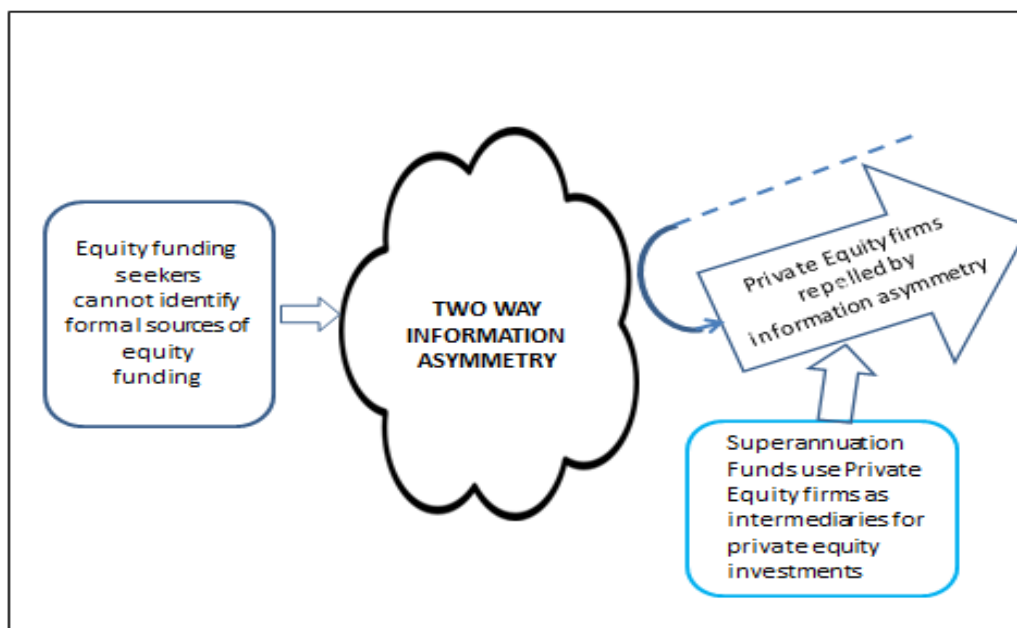 Equity funding
seekers
cannot identify
formal sources of
equity
funding
TWO WAY
INFORMATION
ASYMMETRY
Private Equity firms
repelled by
information asymmetry
Superannuation
Funds use Private
Equity firms as
intermediaries for
private equity
investments